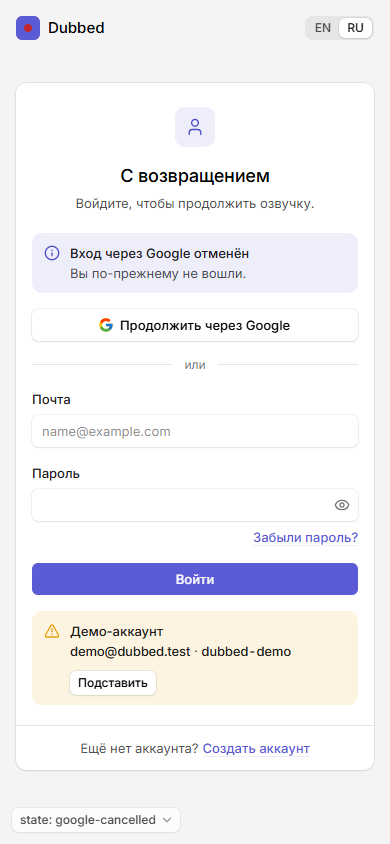 Dubbed
EN RU
С возвращением
Войдите, чтобы продолжить озвучку.
Вход через Google отменён
Вы по-прежнему не вошли.
Продолжить через Google
или
Почта
name@example.com
Пароль
Забыли пароль?
Войти
Демо-аккаунт
demo@dubbed.test · dubbed-demo
Подставить
Ещё нет аккаунта? Создать аккаунт
state: google-cancelled